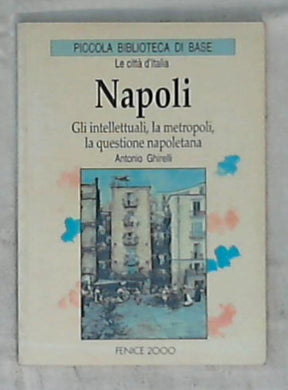 PICCOLA BIBLIOTECA DI BASE
Le città d'Italia
Napoli
Gli intellettuali, la metropoli,
la questione napoletana
Antonio Ghirelli
FENICE 2000